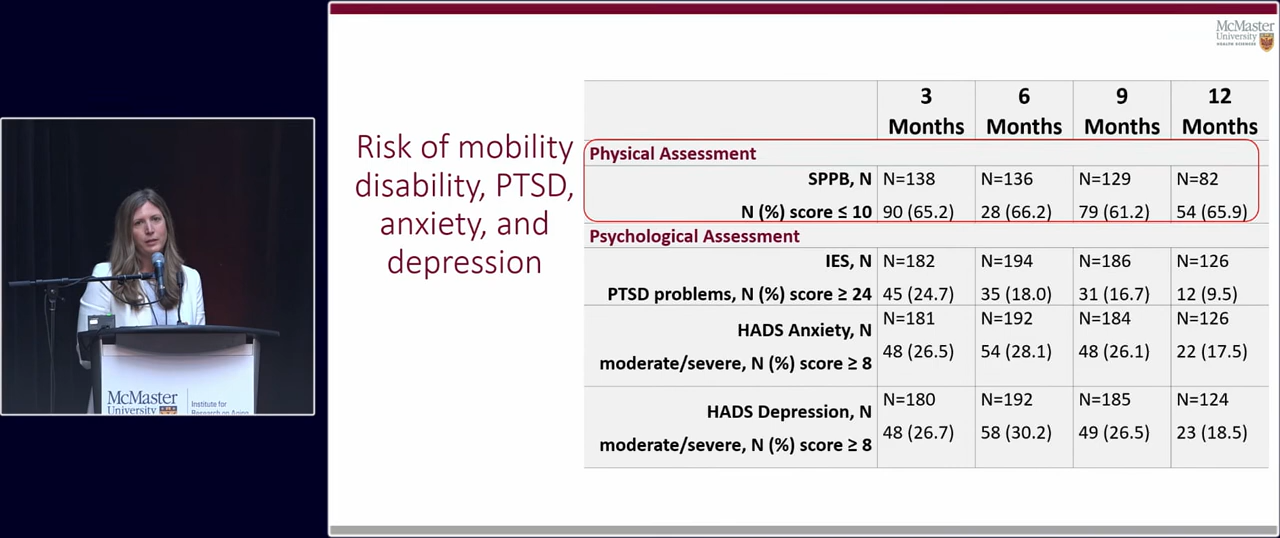 McMaster
University
HEALTH SCIENCES
Risk of mobility
disability, PTSD,
anxiety, and
depression
3 Months 6 Months 9 Months 12 Months
Physical Assessment
SPPB, N N=138 N=136 N=129 N=82
N (%) score ≤ 10 90 (65.2) 28 (66.2) 79 (61.2) 54 (65.9)
Psychological Assessment
IES, N N=182 N=194 N=186 N=126
PTSD problems, N (%) score ≥ 24 45 (24.7) 35 (18.0) 31 (16.7) 12 (9.5)
HADS Anxiety, N N=181 N=192 N=184 N=126
moderate/severe, N (%) score ≥ 8 48 (26.5) 54 (28.1) 48 (26.1) 22 (17.5)
HADS Depression, N N=180 N=192 N=185 N=124
moderate/severe, N (%) score ≥ 8 48 (26.7) 58 (30.2) 49 (26.5) 23 (18.5)
McMaster
University
Institute for
Research on Aging